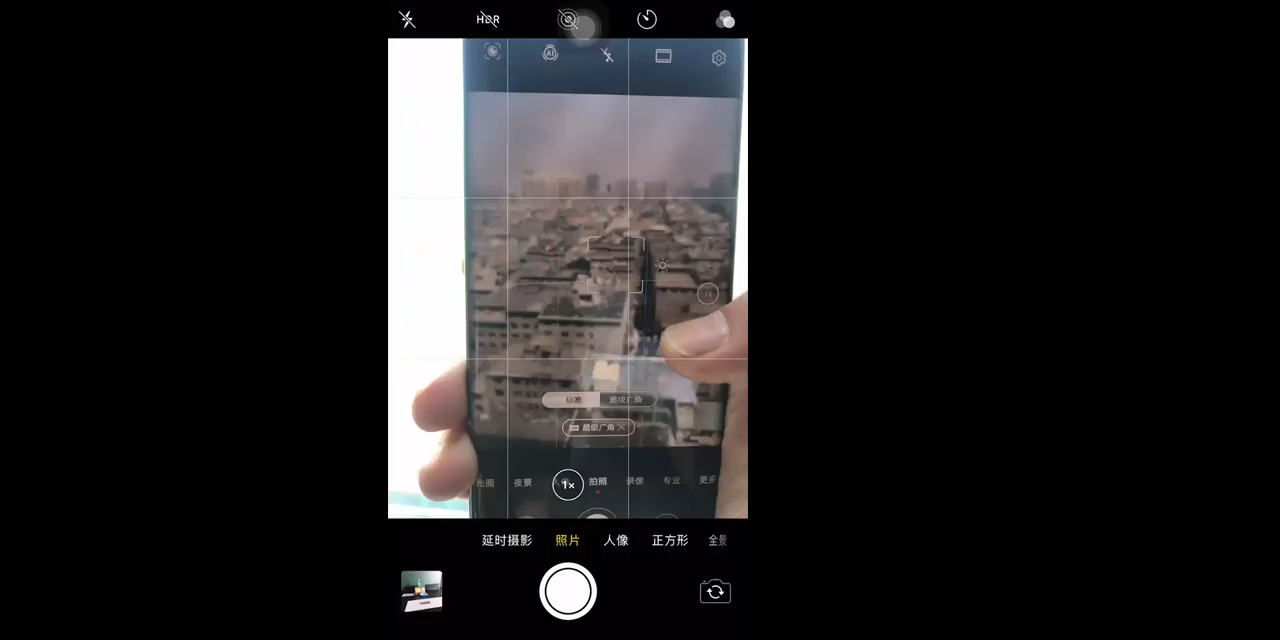 HDR
AI
标准 超级广角
超级广角
光圈 夜景 1× 拍照 录像 专业 更多
延时摄影 照片 人像 正方形 全景